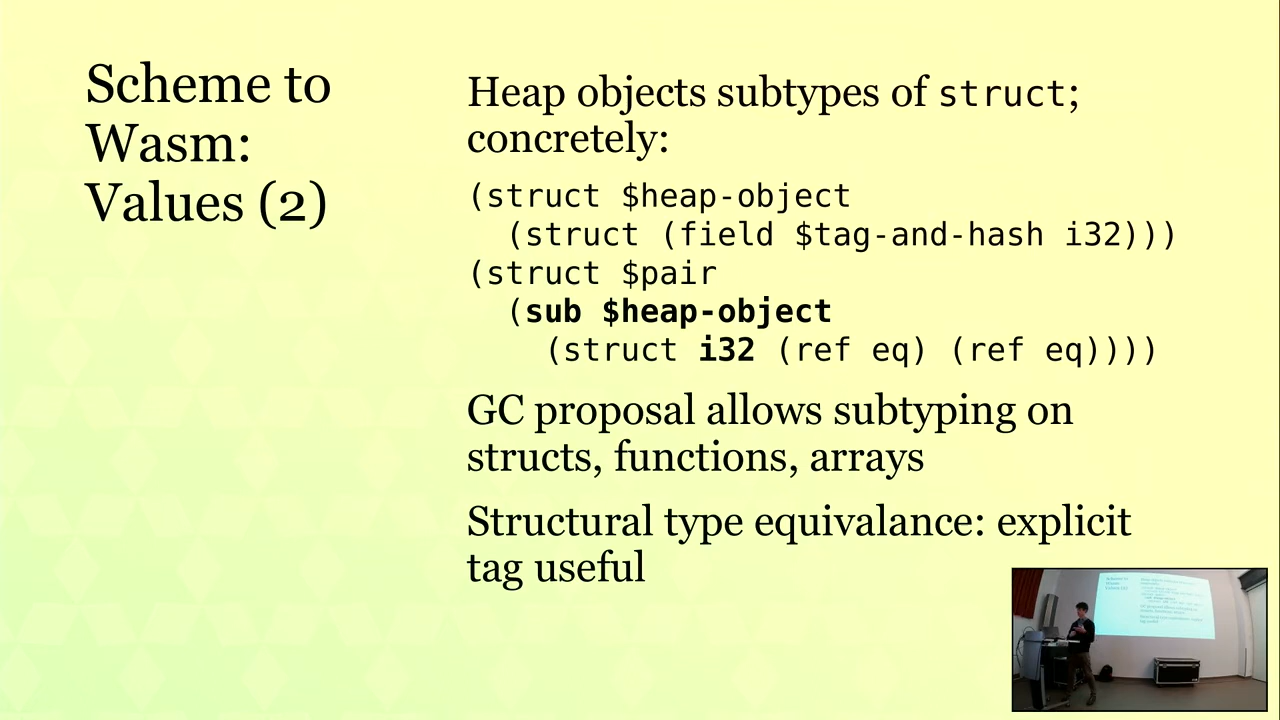 Scheme to
Wasm:
Values (2)
Heap objects subtypes of struct;
concretely:
(struct $heap-object
  (struct (field $tag-and-hash i32)))
(struct $pair
  (sub $heap-object
    (struct i32 (ref eq) (ref eq))))
GC proposal allows subtyping on
structs, functions, arrays
Structural type equivalance: explicit
tag useful